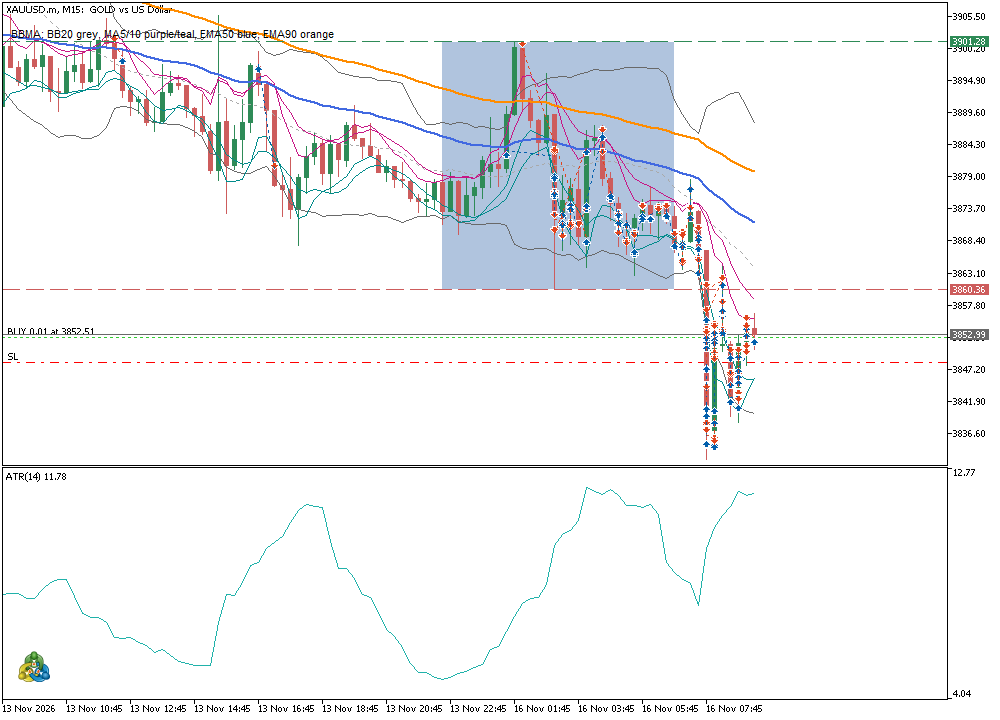 XAUUSD.m, M15: GOLD vs US Dollar
BBMA: BB20 grey, MA5/10 purple/teal, EMA50 blue, EMA90 orange
3905.50
3901.28
3894.90
3889.60
3884.30
3879.00
3873.70
3868.40
3863.10
3860.36
3857.80
BUY 0.01 at 3852.51
3852.99
SL
3847.20
3841.90
3836.60
ATR(14) 11.78
12.77
4.04
13 Nov 2026
13 Nov 10:45
13 Nov 12:45
13 Nov 14:45
13 Nov 16:45
13 Nov 18:45
13 Nov 20:45
13 Nov 22:45
16 Nov 01:45
16 Nov 03:45
16 Nov 05:45
16 Nov 07:45